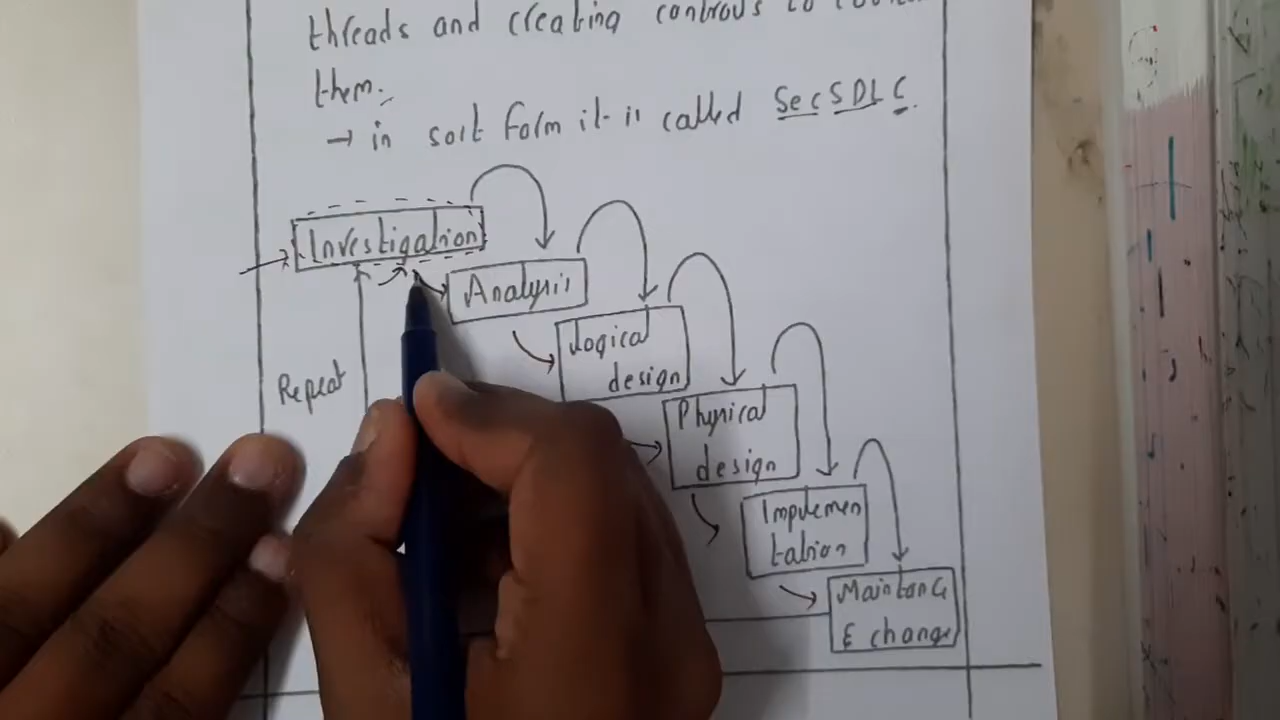 threads and creating controls to
them.
→ in sort form it is called SecSDLC.
Investigation
Analysis
Logical
design
Repeat
Physical
design
Implemen
tation
Maintance
& change